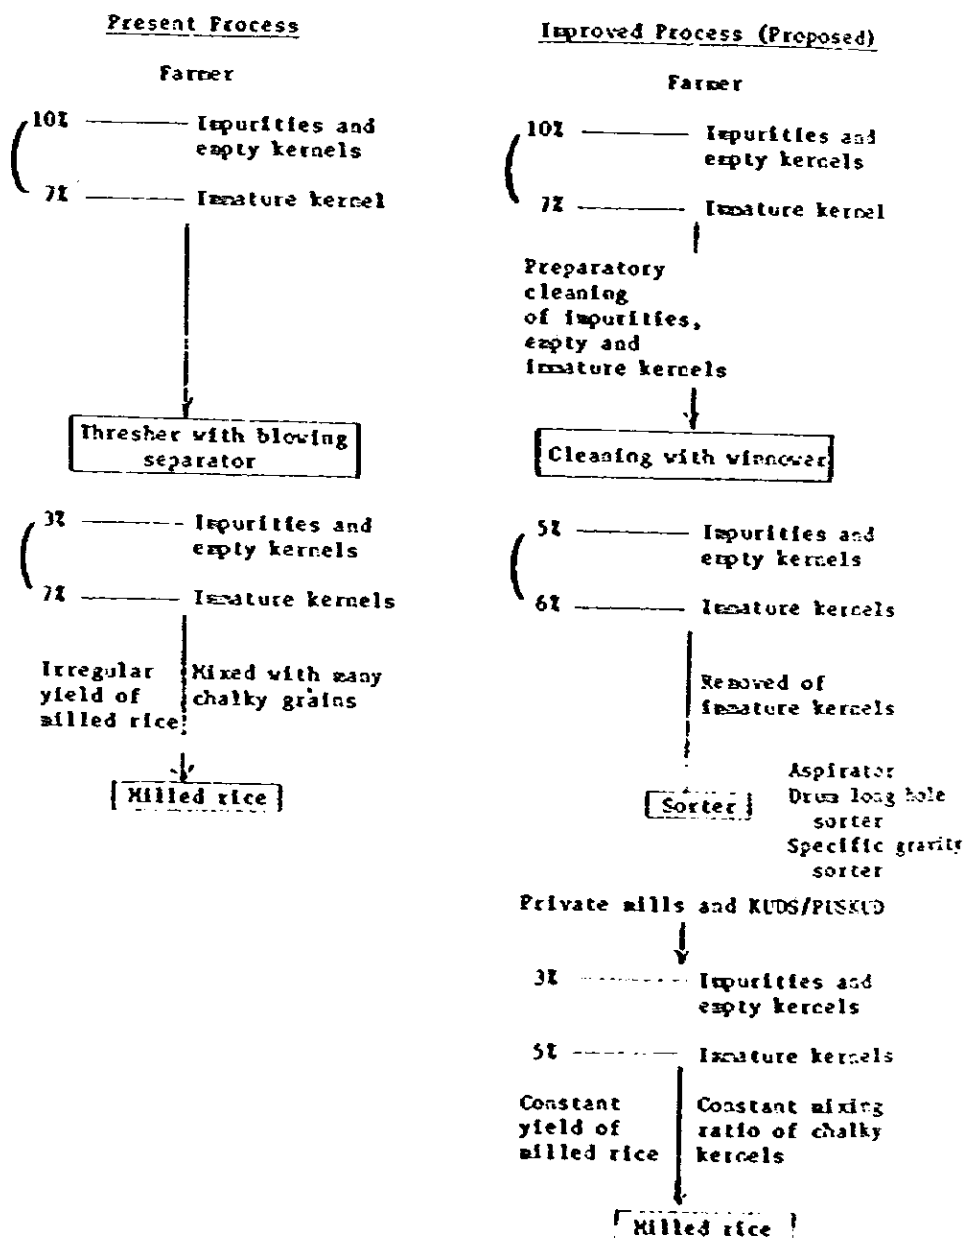 Present Process
Farmer
10% Impurities and
empty kernels
7% Immature kernel
Thresher with blowing
separator
3% Impurities and
empty kernels
7% Immature kernels
Irregular
yield of
milled rice
Mixed with many
chalky grains
Milled rice
Improved Process (Proposed)
Farmer
10% Impurities and
empty kernels
7% Immature kernel
Preparatory
cleaning
of impurities,
empty and
immature kernels
Cleaning with winnower
5% Impurities and
empty kernels
6% Immature kernels
Removed of
immature kernels
Sorter
Aspirator
Drum long hole
sorter
Specific gravity
sorter
Private mills and KUDS/PUSKUD
3% Impurities and
empty kernels
5% Immature kernels
Constant
yield of
milled rice
Constant mixing
ratio of chalky
kernels
Milled rice